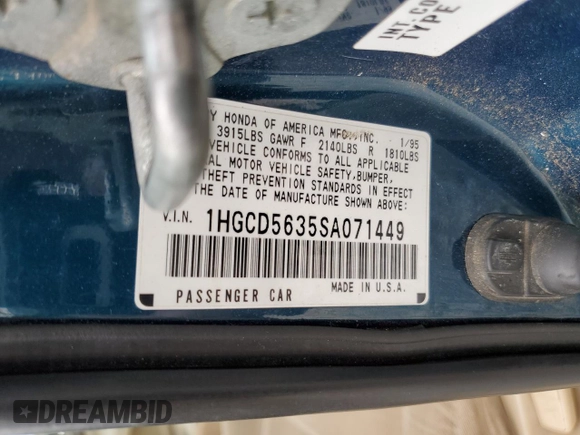 INT. CO
TYPE
Y HONDA OF AMERICA MFG., INC. 1/95
3915LBS GAWR F 2140LBS R 1810LBS
VEHICLE CONFORMS TO ALL APPLICABLE
AL MOTOR VEHICLE SAFETY, BUMPER,
THEFT PREVENTION STANDARDS IN EFFECT
THE DATE OF MANUFACTURE SHOWN ABOVE:
V.I.N. 1HGCD5635SA071449
PASSENGER CAR MADE IN U.S.A.
DREAMBID